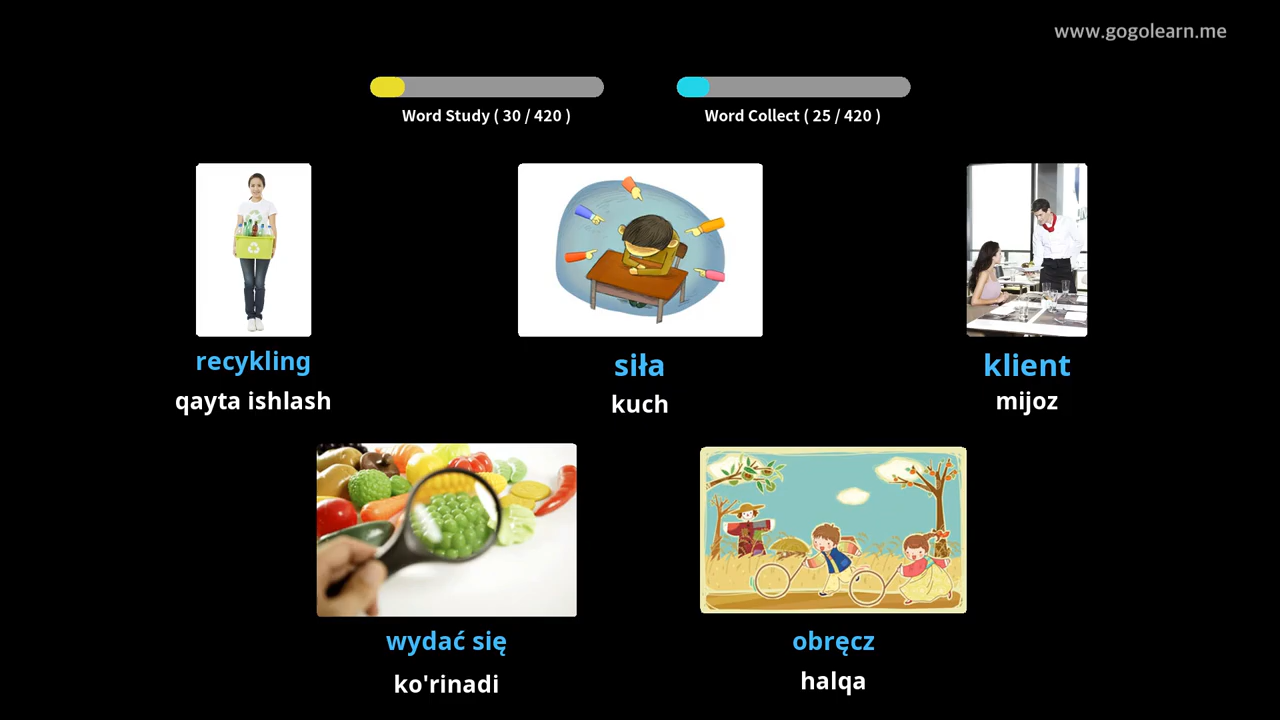 www.gogolearn.me
Word Study ( 30 / 420 )
Word Collect ( 25 / 420 )
recykling
siła
klient
qayta ishlash
kuch
mijoz
wydać się
obręcz
ko'rinadi
halqa